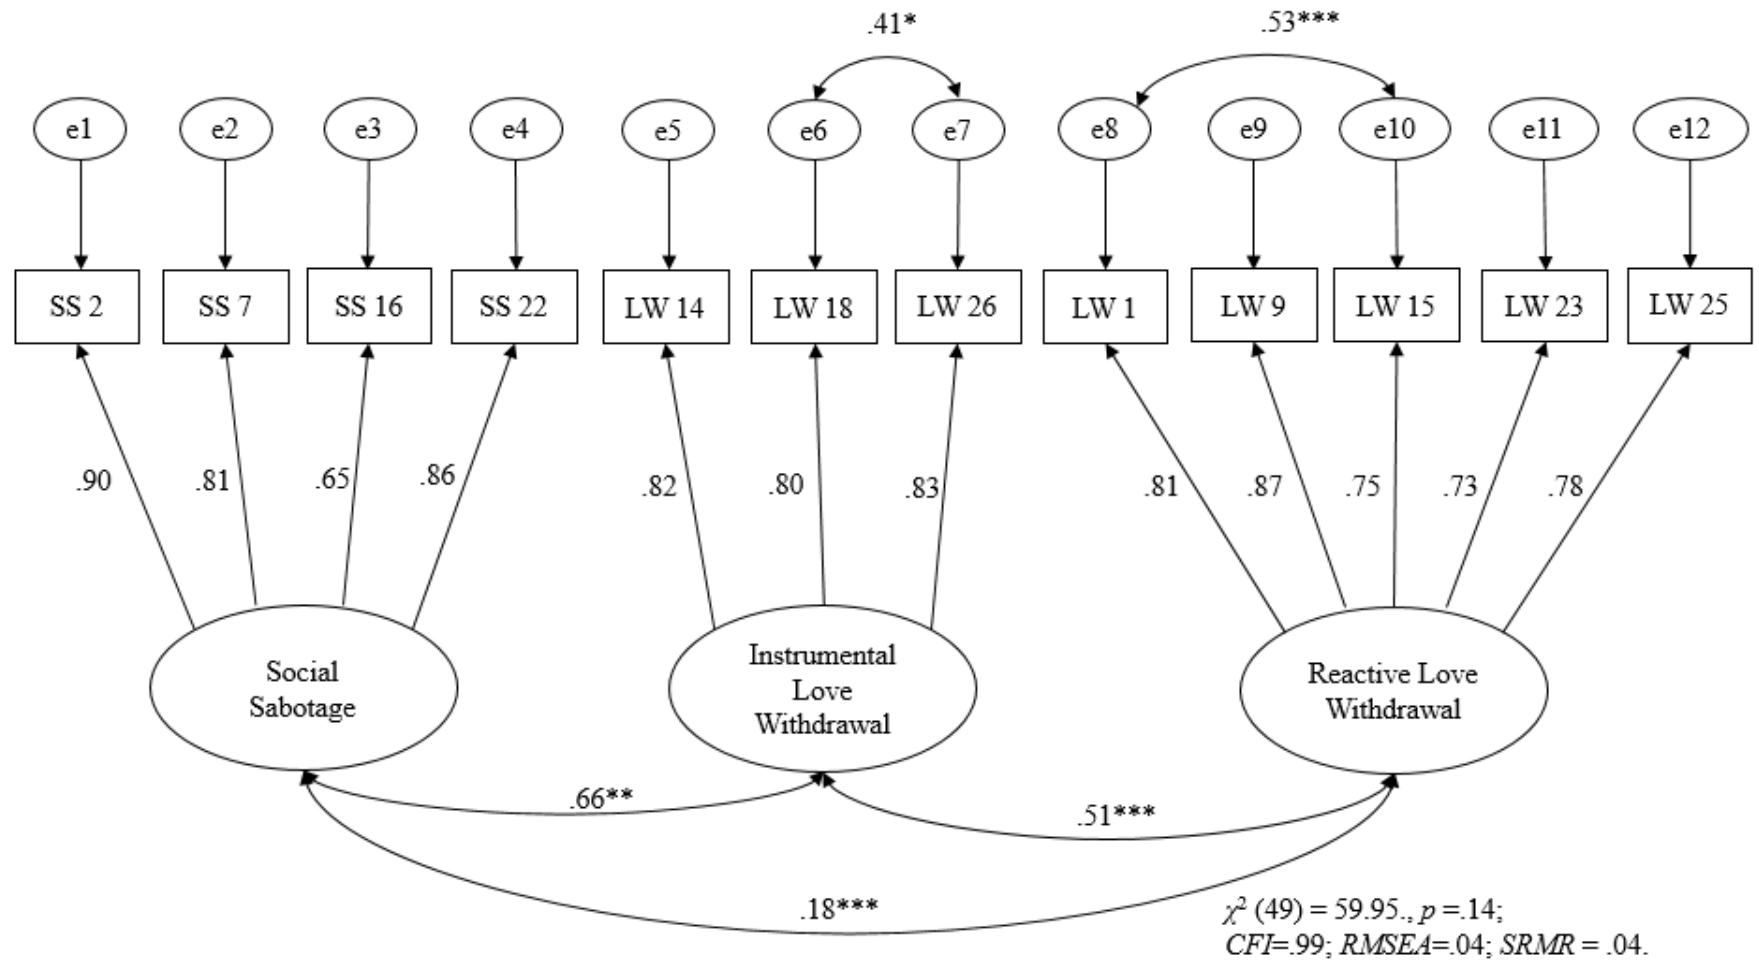 .41*
.53***
e1
e2
e3
e4
e5
e6
e7
e8
e9
e10
e11
e12
SS 2
SS 7
SS 16
SS 22
LW 14
LW 18
LW 26
LW 1
LW 9
LW 15
LW 23
LW 25
.90
.81
.65
.86
.82
.80
.83
.81
.87
.75
.73
.78
Social
Sabotage
Instrumental
Love
Withdrawal
Reactive Love
Withdrawal
.66**
.51***
.18***
χ² (49) = 59.95., p =.14;
CFI=.99; RMSEA=.04; SRMR = .04.